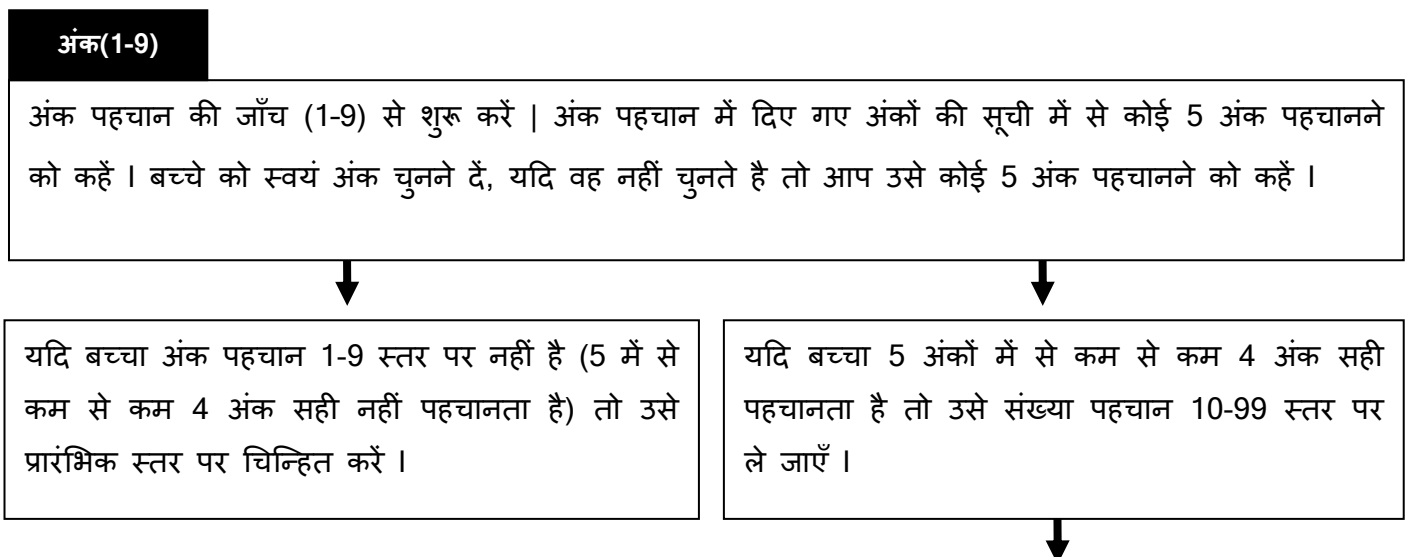 अंक(1-9)
अंक पहचान की जाँच (1-9) से शुरू करें | अंक पहचान में दिए गए अंकों की सूची में से कोई 5 अंक पहचानने
को कहें । बच्चे को स्वयं अंक चुनने दें, यदि वह नहीं चुनते है तो आप उसे कोई 5 अंक पहचानने को कहें ।
यदि बच्चा अंक पहचान 1-9 स्तर पर नहीं है (5 में से
कम से कम 4 अंक सही नहीं पहचानता है) तो उसे
प्रारंभिक स्तर पर चिन्हित करें ।
यदि बच्चा 5 अंकों में से कम से कम 4 अंक सही
पहचानता है तो उसे संख्या पहचान 10-99 स्तर पर
ले जाएँ ।